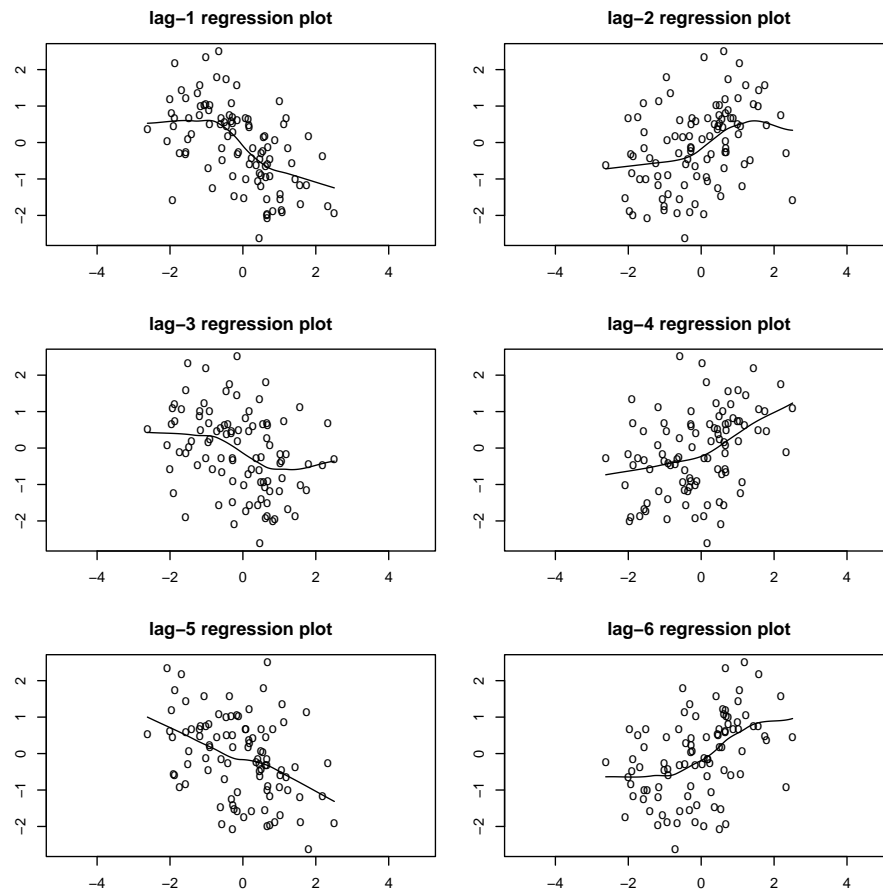 lag−1 regression plot
2
1
0
−1
−2
−4 −2 0 2 4
lag−2 regression plot
2
1
0
−1
−2
−4 −2 0 2 4
lag−3 regression plot
2
1
0
−1
−2
−4 −2 0 2 4
lag−4 regression plot
2
1
0
−1
−2
−4 −2 0 2 4
lag−5 regression plot
2
1
0
−1
−2
−4 −2 0 2 4
lag−6 regression plot
2
1
0
−1
−2
−4 −2 0 2 4